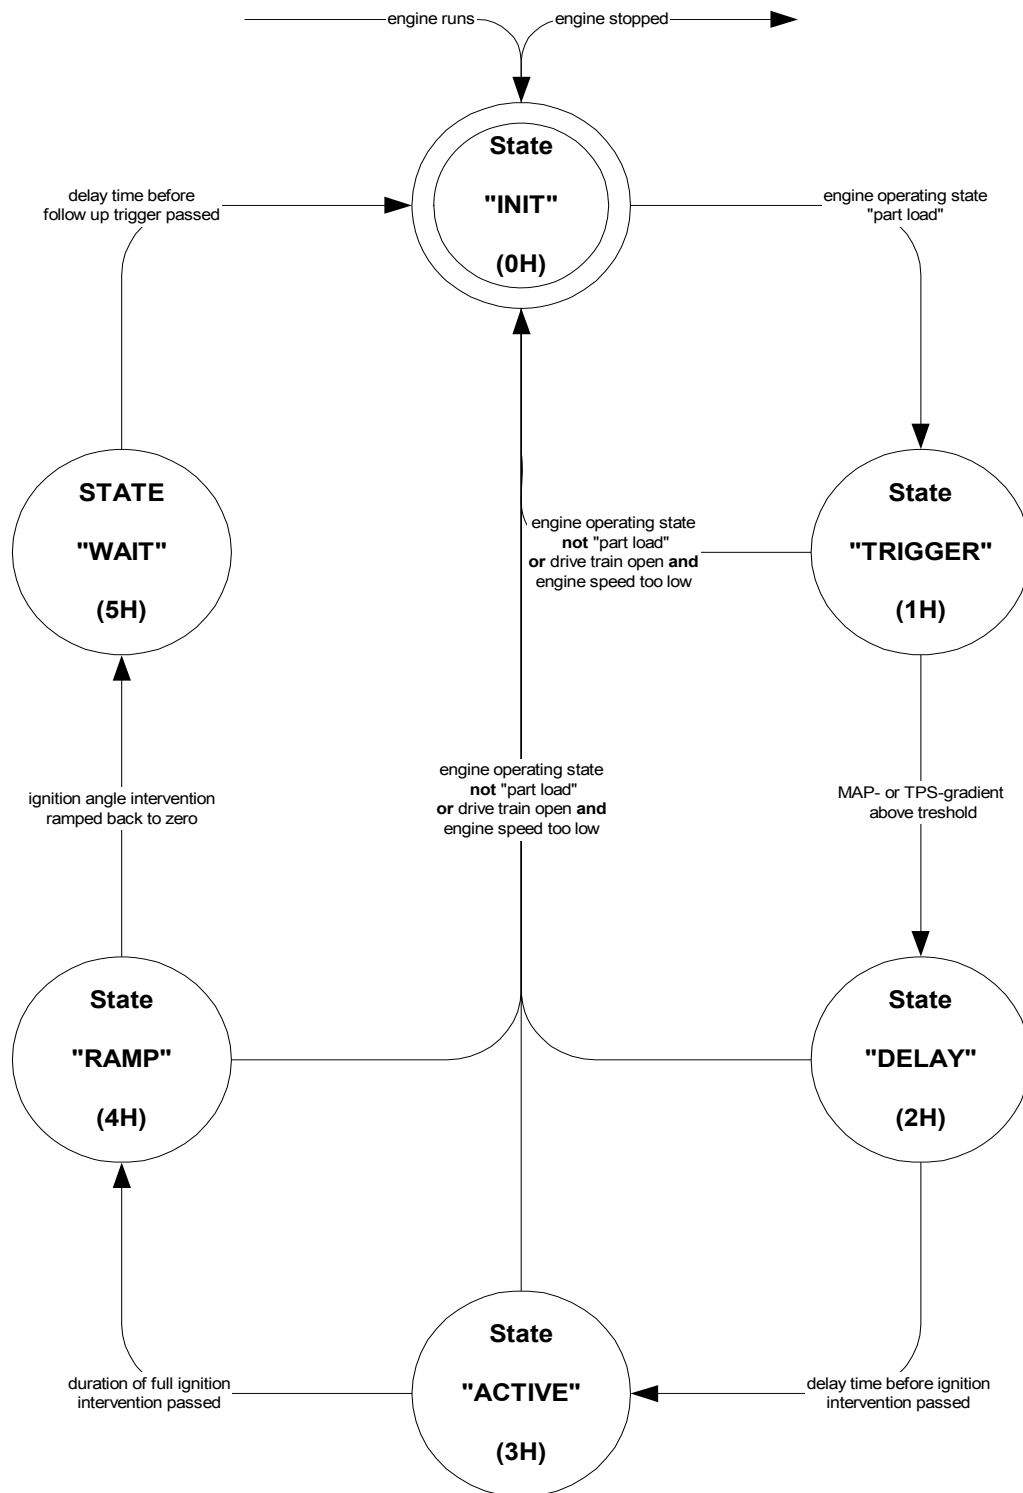 engine runs
engine stopped
State
"INIT"
(0H)
delay time before
follow up trigger passed
engine operating state
"part load"
STATE
"WAIT"
(5H)
State
"TRIGGER"
(1H)
engine operating state
not "part load"
or drive train open and
engine speed too low
ignition angle intervention
ramped back to zero
engine operating state
not "part load"
or drive train open and
engine speed too low
MAP- or TPS-gradient
above treshold
State
"RAMP"
(4H)
State
"DELAY"
(2H)
State
"ACTIVE"
(3H)
duration of full ignition
intervention passed
delay time before ignition
intervention passed